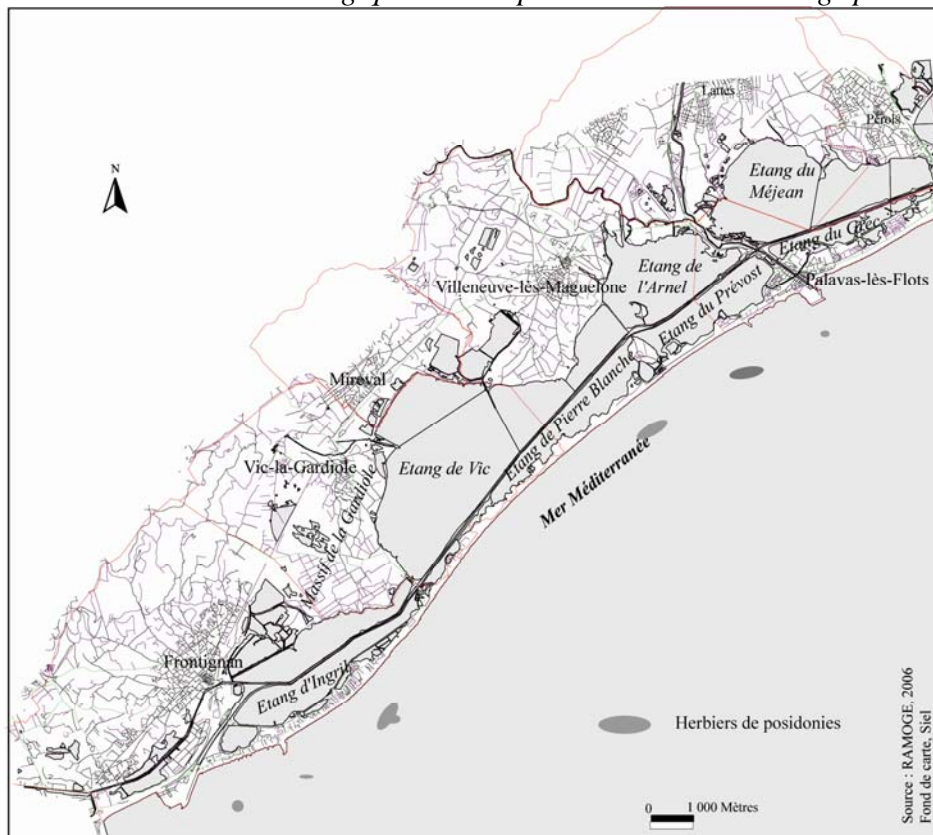 N
Lattes
Pérols
Etang du
Méjean
Etang du Grec
Etang de
l'Arnel
Villeneuve-lès-Maguelone
Palavas-lès-Flots
Etang du Prévost
Mireval
Etang de Pierre Blanche
Vic-la-Gardiole
Etang de Vic
Mer Méditerranée
Massif de la Gardiole
Frontignan
Etang d'Ingril
Herbiers de posidonies
0 1 000 Mètres
Source : RAMOGE, 2006
Fond de carte, Siel